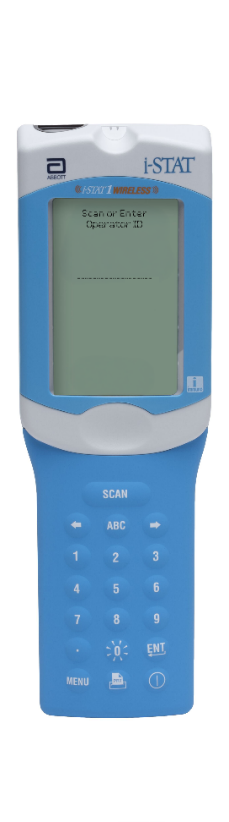 ABBOTT
i-STAT
i-STAT 1 WIRELESS
Scan or Enter
Operator ID
i
SCAN
ABC
1 2 3
4 5 6
7 8 9
. 0 ENT
MENU